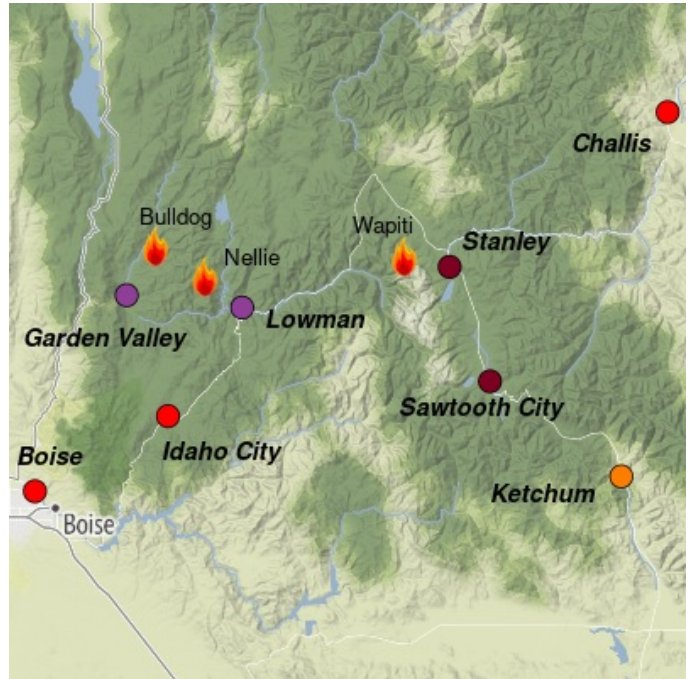 Challis
Bulldog
Wapiti
Stanley
Nellie
Lowman
Garden Valley
Sawtooth City
Idaho City
Boise
Ketchum
Boise